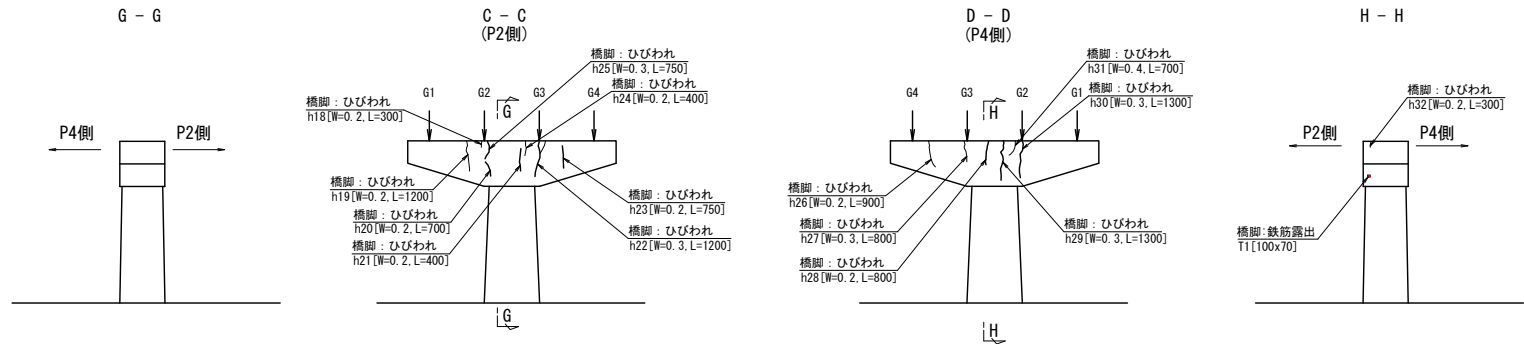 G - G
P4側
P2側
C - C
(P2側)
橋脚：ひびわれ
h25[W=0.3, L=750]
橋脚：ひびわれ
h24[W=0.2, L=400]
橋脚：ひびわれ
h18[W=0.2, L=300]
G1
G2
G3
G4
G
橋脚：ひびわれ
h19[W=0.2, L=1200]
橋脚：ひびわれ
h20[W=0.2, L=700]
橋脚：ひびわれ
h21[W=0.2, L=400]
橋脚：ひびわれ
h23[W=0.2, L=750]
橋脚：ひびわれ
h22[W=0.3, L=1200]
G
D - D
(P4側)
橋脚：ひびわれ
h31[W=0.4, L=700]
橋脚：ひびわれ
h30[W=0.3, L=1300]
G4
G3
G2
G1
H
橋脚：ひびわれ
h26[W=0.2, L=900]
橋脚：ひびわれ
h27[W=0.3, L=800]
橋脚：ひびわれ
h28[W=0.2, L=800]
橋脚：ひびわれ
h29[W=0.3, L=1300]
H
H - H
橋脚：ひびわれ
h32[W=0.2, L=300]
P2側
P4側
橋脚:鉄筋露出
T1[100x70]